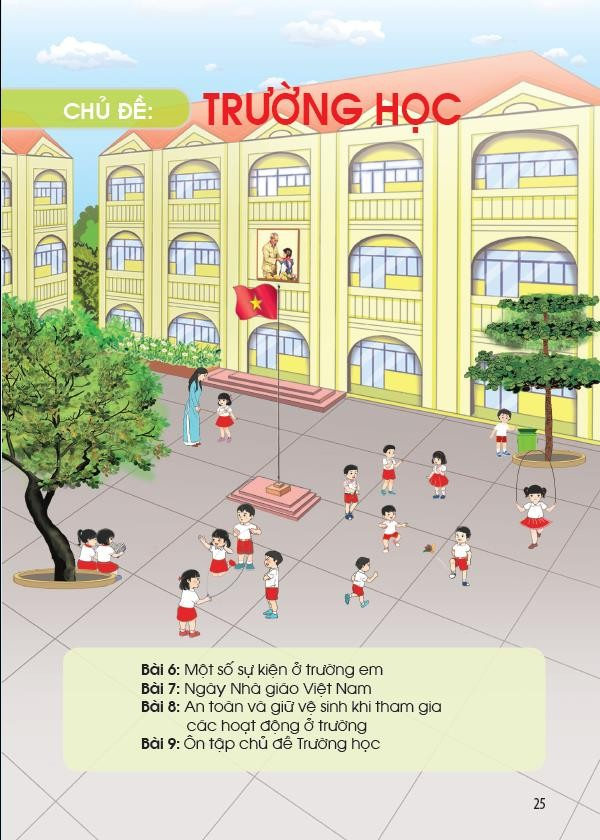 CHỦ ĐỀ: TRƯỜNG HỌC
Bài 6: Một số sự kiện ở trường em
Bài 7: Ngày Nhà giáo Việt Nam
Bài 8: An toàn và giữ vệ sinh khi tham gia
các hoạt động ở trường
Bài 9: Ôn tập chủ đề Trường học
25